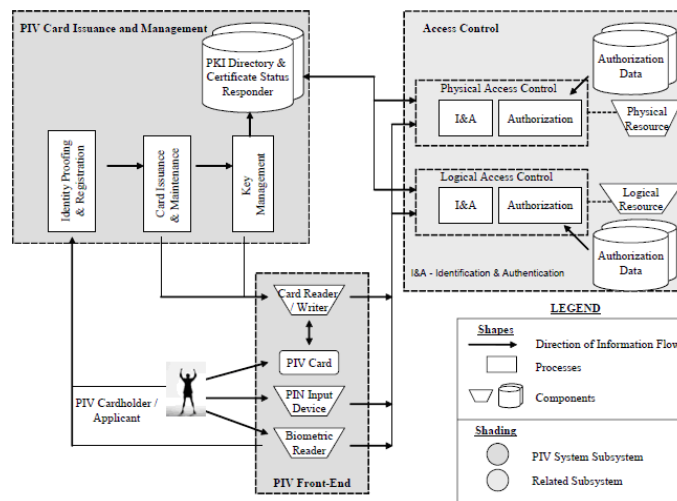 PIV Card Issuance and Management
PKI Directory &
Certificate Status
Responder
Identity Proofing
& Registration
Card Issuance
& Maintenance
Key
Management
Access Control
Authorization
Data
Physical Access Control
I&A
Authorization
Physical
Resource
Logical Access Control
I&A
Authorization
Logical
Resource
Authorization
Data
I&A - Identification & Authentication
Card Reader
/ Writer
PIV Card
PIN Input
Device
Biometric
Reader
PIV Cardholder /
Applicant
PIV Front-End
LEGEND
Shapes
Direction of Information Flow
Processes
Components
Shading
PIV System Subsystem
Related Subsystem